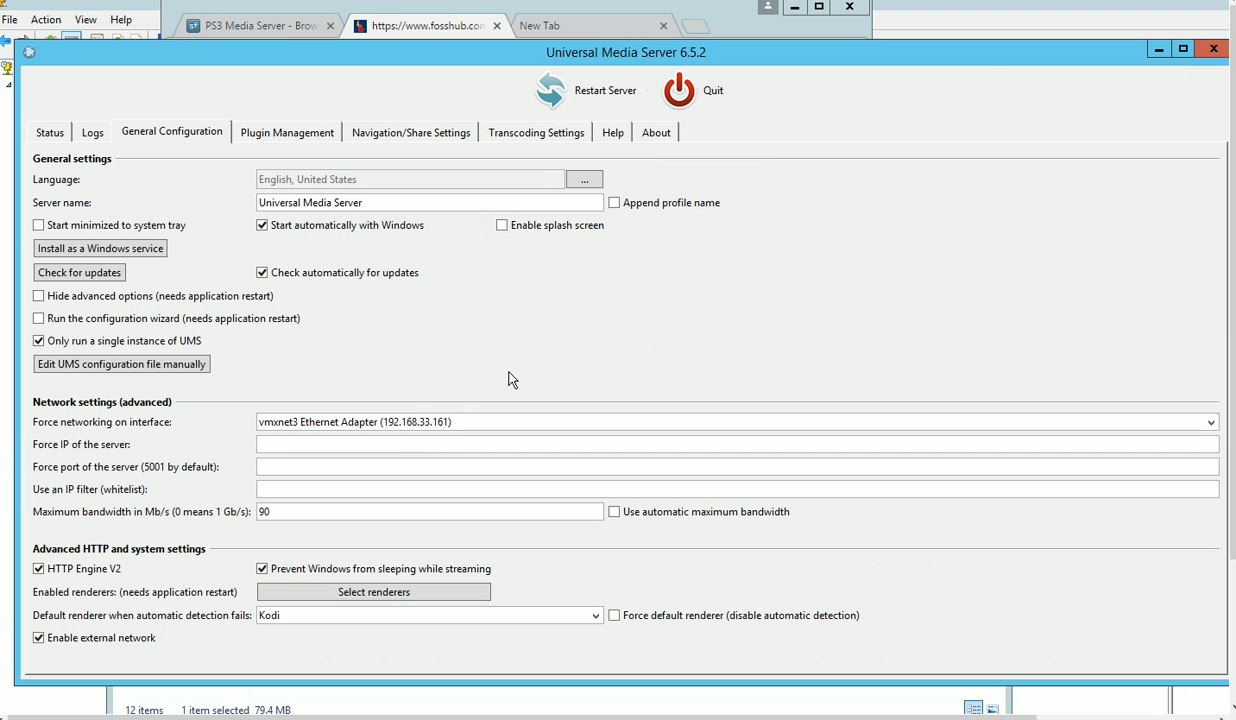 File Action View Help
PS3 Media Server - Brow
https://www.fosshub.con
New Tab
Universal Media Server 6.5.2
Restart Server Quit
Status Logs General Configuration Plugin Management Navigation/Share Settings Transcoding Settings Help About
General settings
Language: English, United States ...
Server name: Universal Media Server Append profile name
Start minimized to system tray Start automatically with Windows Enable splash screen
Install as a Windows service
Check for updates Check automatically for updates
Hide advanced options (needs application restart)
Run the configuration wizard (needs application restart)
Only run a single instance of UMS
Edit UMS configuration file manually
Network settings (advanced)
Force networking on interface: vmxnet3 Ethernet Adapter (192.168.33.161)
Force IP of the server:
Force port of the server (5001 by default):
Use an IP filter (whitelist):
Maximum bandwidth in Mb/s (0 means 1 Gb/s): 90 Use automatic maximum bandwidth
Advanced HTTP and system settings
HTTP Engine V2 Prevent Windows from sleeping while streaming
Enabled renderers: (needs application restart) Select renderers
Default renderer when automatic detection fails: Kodi Force default renderer (disable automatic detection)
Enable external network
12 items 1 item selected 79.4 MB